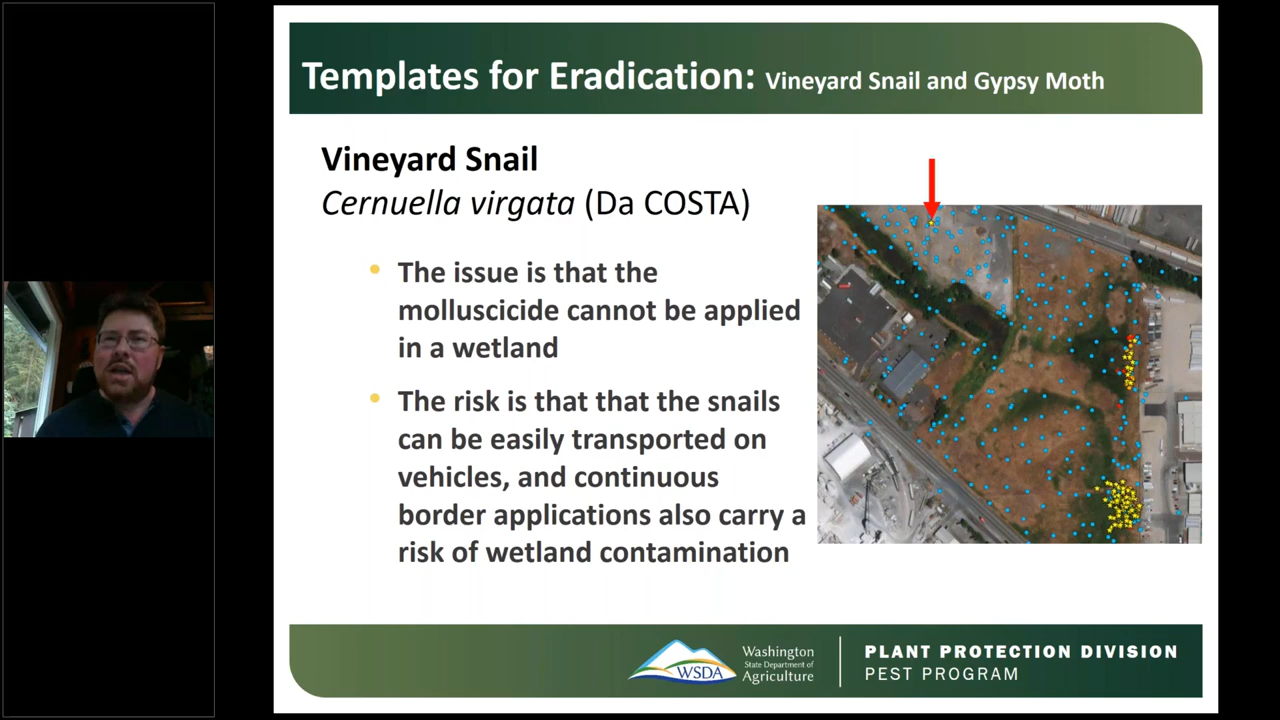 Templates for Eradication: Vineyard Snail and Gypsy Moth
Vineyard Snail
Cernuella virgata (Da COSTA)
• The issue is that the
molluscicide cannot be applied
in a wetland
• The risk is that that the snails
can be easily transported on
vehicles, and continuous
border applications also carry a
risk of wetland contamination
WSDA
Washington
State Department of
Agriculture
PLANT PROTECTION DIVISION
PEST PROGRAM